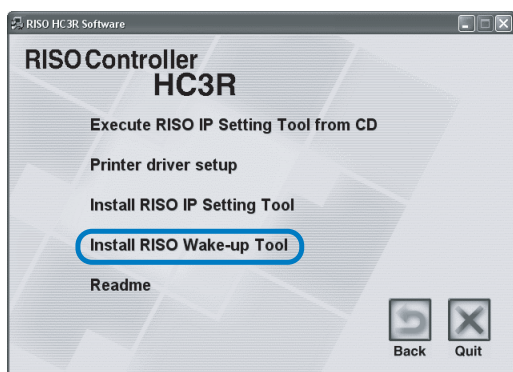 RISO HC3R Software
RISO Controller
HC3R
Execute RISO IP Setting Tool from CD
Printer driver setup
Install RISO IP Setting Tool
Install RISO Wake-up Tool
Readme
Back Quit